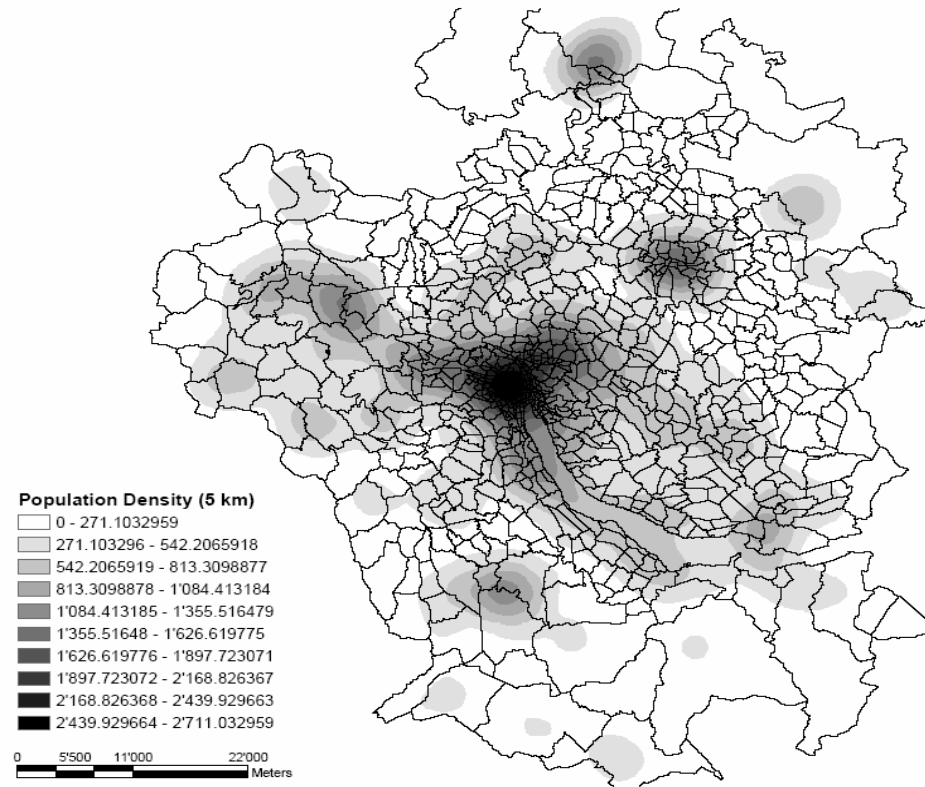 Population Density (5 km)
0 - 271.1032959
271.103296 - 542.2065918
542.2065919 - 813.3098877
813.3098878 - 1'084.413184
1'084.413185 - 1'355.516479
1'355.51648 - 1'626.619775
1'626.619776 - 1'897.723071
1'897.723072 - 2'168.826367
2'168.826368 - 2'439.929663
2'439.929664 - 2'711.032959
0 5'500 11'000 22'000
Meters